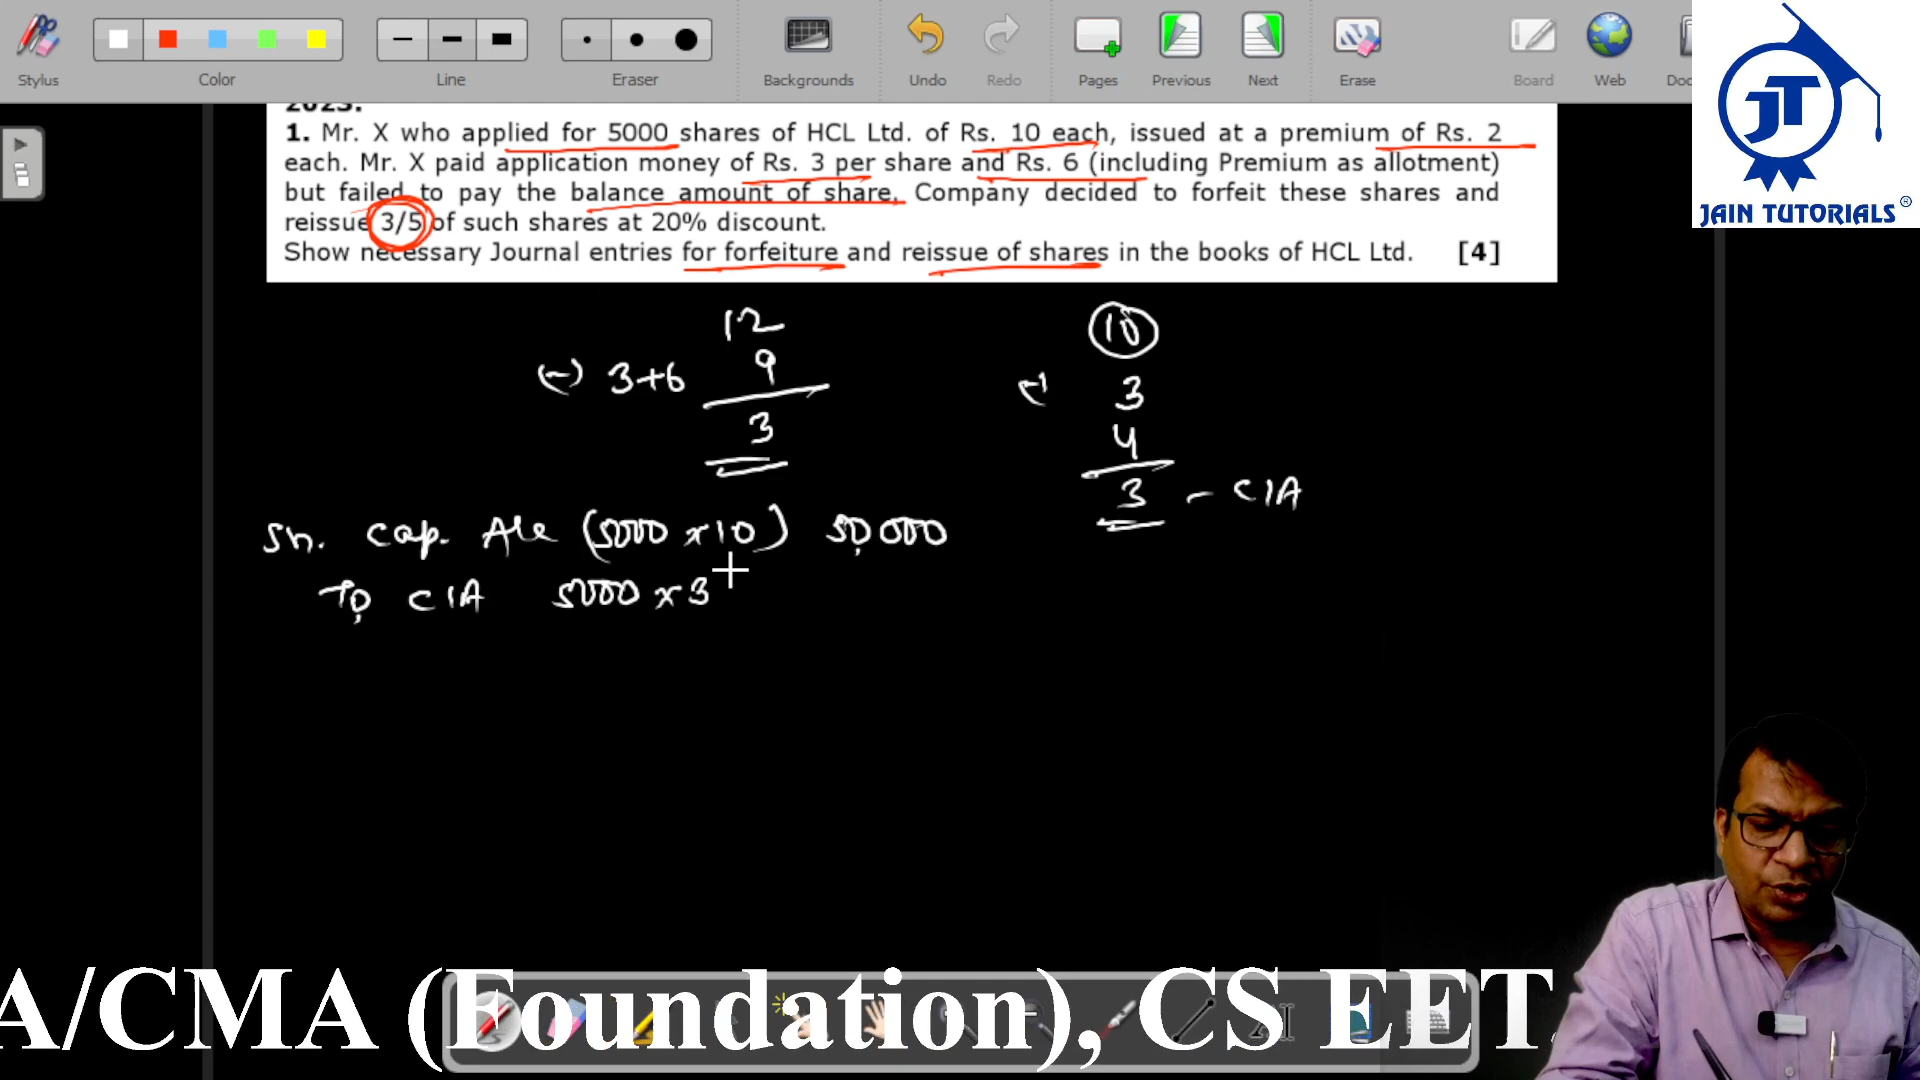 Stylus Color Line Eraser Backgrounds Undo Redo Pages Previous Next Erase Board Web
JT
JAIN TUTORIALS®
2023.
1. Mr. X who applied for 5000 shares of HCL Ltd. of Rs. 10 each, issued at a premium of Rs. 2
each. Mr. X paid application money of Rs. 3 per share and Rs. 6 (including Premium as allotment)
but failed to pay the balance amount of share. Company decided to forfeit these shares and
reissue 3/5 of such shares at 20% discount.
Show necessary Journal entries for forfeiture and reissue of shares in the books of HCL Ltd. [4]
12
(-) 3+6 9
3
10
(-) 3
4
3 - CIA
Sh. Cap. A/c (5000 x 10) 50,000
To CIA 5000 x 3
A/CMA (Foundation), CS EET